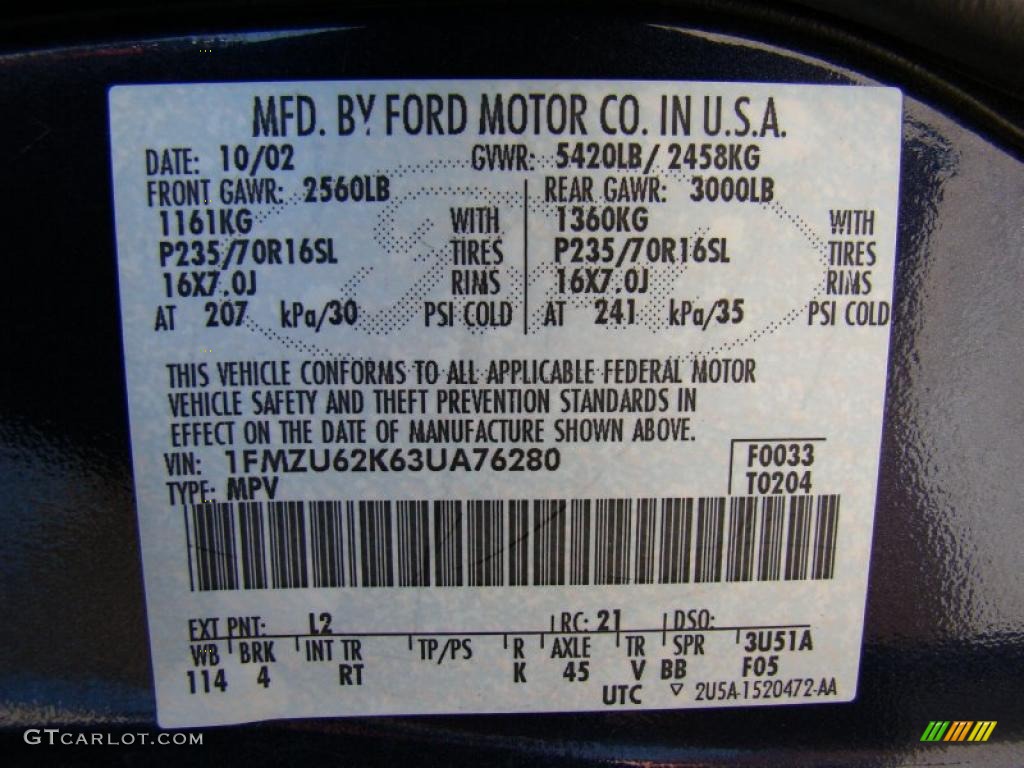 MFD. BY FORD MOTOR CO. IN U.S.A.
DATE: 10/02 GVWR: 5420LB/ 2458KG
FRONT GAWR: 2560LB REAR GAWR: 3000LB
1161KG WITH 1360KG WITH
P235/70R16SL TIRES P235/70R16SL TIRES
16X7.0J RIMS 16X7.0J RIMS
AT 207 kPa/30 PSI COLD AT 241 kPa/35 PSI COLD
THIS VEHICLE CONFORMS TO ALL APPLICABLE FEDERAL MOTOR
VEHICLE SAFETY AND THEFT PREVENTION STANDARDS IN
EFFECT ON THE DATE OF MANUFACTURE SHOWN ABOVE.
VIN: 1FMZU62K63UA76280 F0033
TYPE: MPV T0204
EXT PNT: L2 RC: 21 DSO:
WB BRK INT TR TP/PS R AXLE TR SPR 3U51A
114 4 RT K 45 V BB F05
UTC ▽ 2U5A-1520472-AA
GTCARLOT.COM